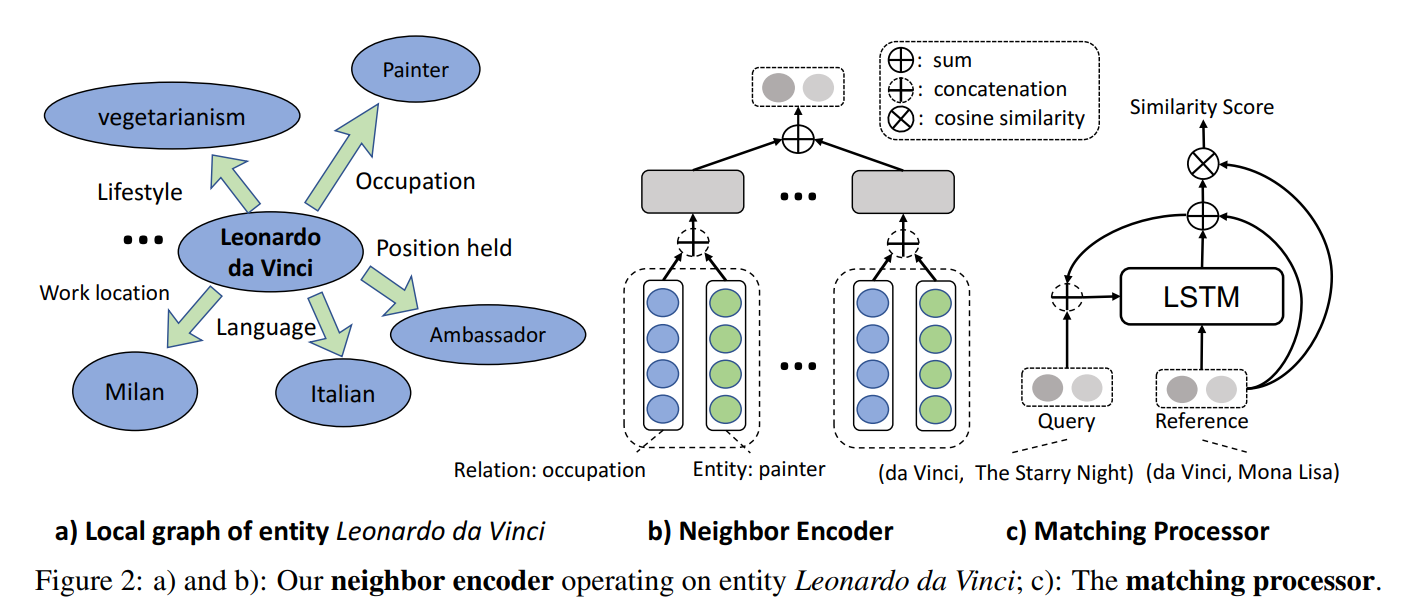 Painter
vegetarianism
Lifestyle
Occupation
Leonardo
da Vinci
Position held
Work location
Language
Ambassador
Milan
Italian
a) Local graph of entity Leonardo da Vinci
Relation: occupation
Entity: painter
b) Neighbor Encoder
: sum
: concatenation
: cosine similarity
Similarity Score
LSTM
Query
Reference
(da Vinci, The Starry Night)
(da Vinci, Mona Lisa)
c) Matching Processor
Figure 2: a) and b): Our neighbor encoder operating on entity Leonardo da Vinci; c): The matching processor.